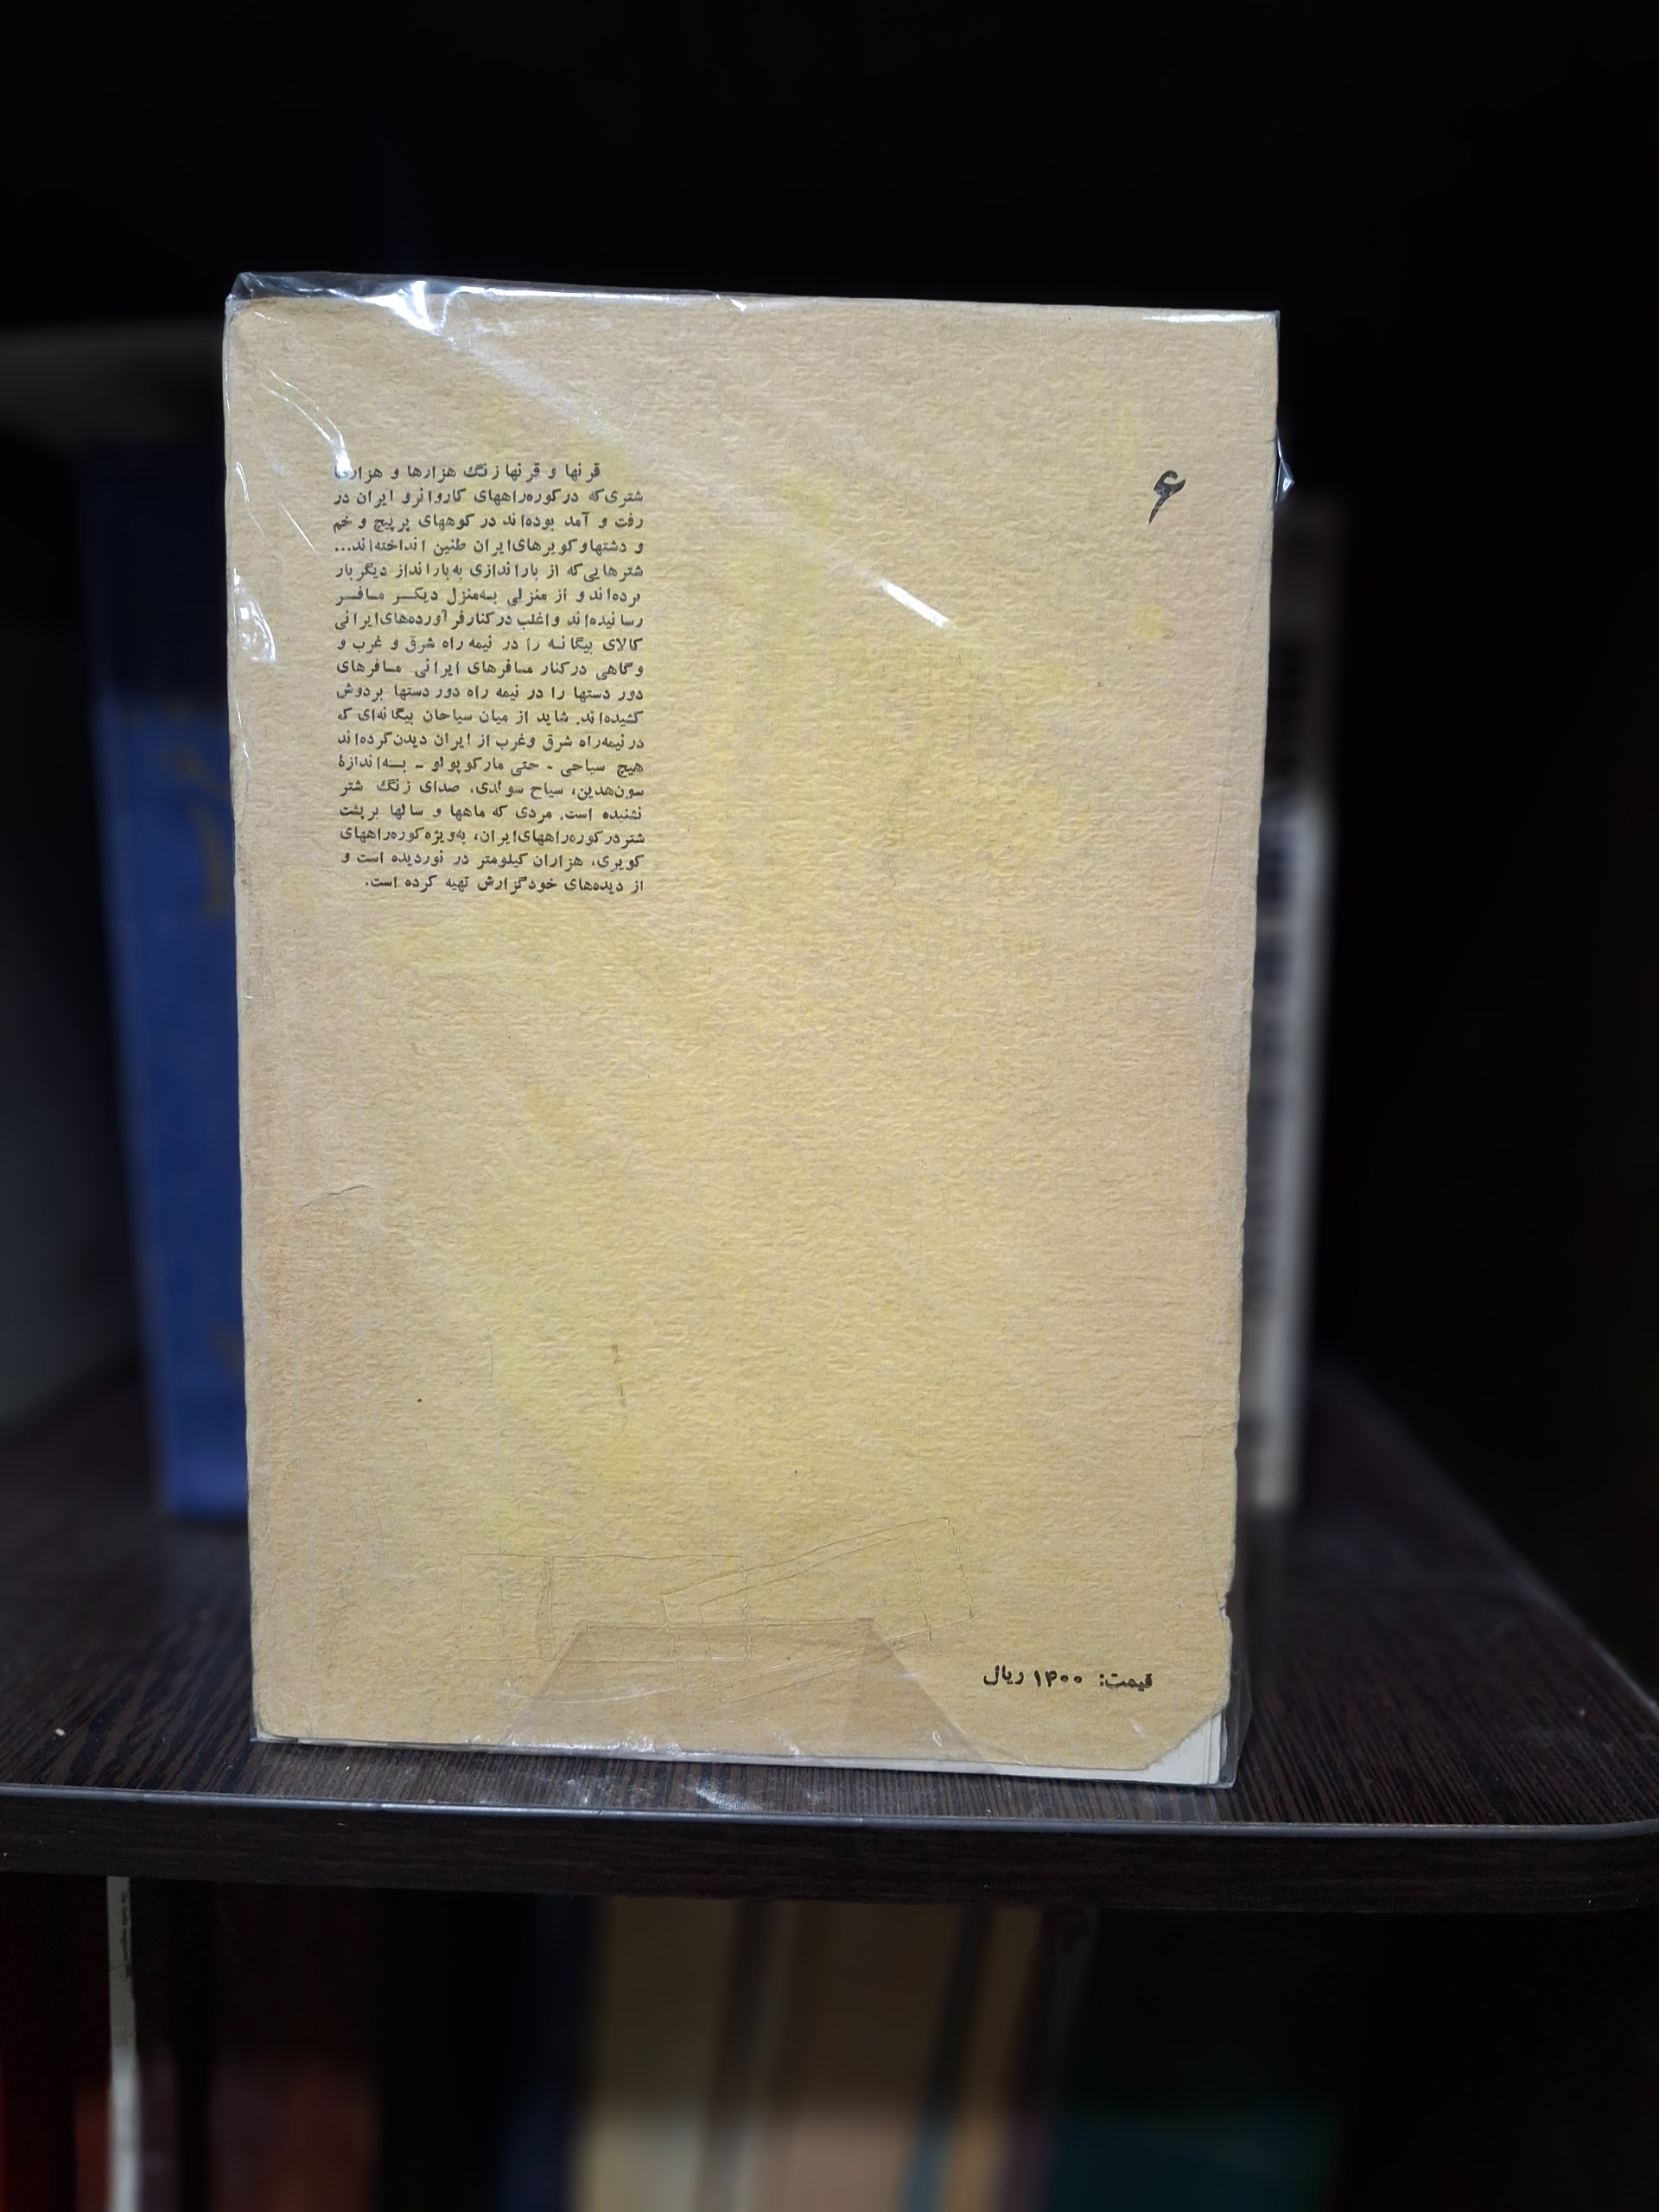 قرنها و قرنها زنگ هزارها و هزارها
شتری‌که درکوره‌راههای کاروانرو ایران در
رفت و آمد بوده‌اند در کوههای پرپیچ و خم
و دشتهاوکویرهای‌ایران طنین انداخته‌اند...
شترهایی‌که از باراندازی به‌بارانداز دیگربار
برده‌اندو از منزلی به‌منزل دیگر مسافر
رسانیده‌اند واغلب درکنارفرآورده‌های‌ایرانی
کالای بیگانه را در نیمه راه شرق و غرب و
وگاهی درکنار مسافرهای ایرانی مسافرهای
دور دستها را در نیمه راه دور دستها بردوش
کشیده‌اند. شاید از میان سیاحان بیگانه‌ای که
درنیمه‌راه شرق وغرب از ایران دیدن‌کرده‌اند
هیچ سیاحی - حتی مارکوپولو - به‌اندازهٔ
سون‌هدین، سیاح سوئدی، صدای زنگ شتر
نشنیده است. مردی که ماهها و سالها برپشت
شتردرکوره‌راههای‌ایران، به‌ویژه‌کوره‌راههای
کویری، هزاران کیلومتر در نوردیده است و
از دیده‌های خودگزارش تهیه کرده است.
۶
قیمت: ۱۴۰۰ ریال